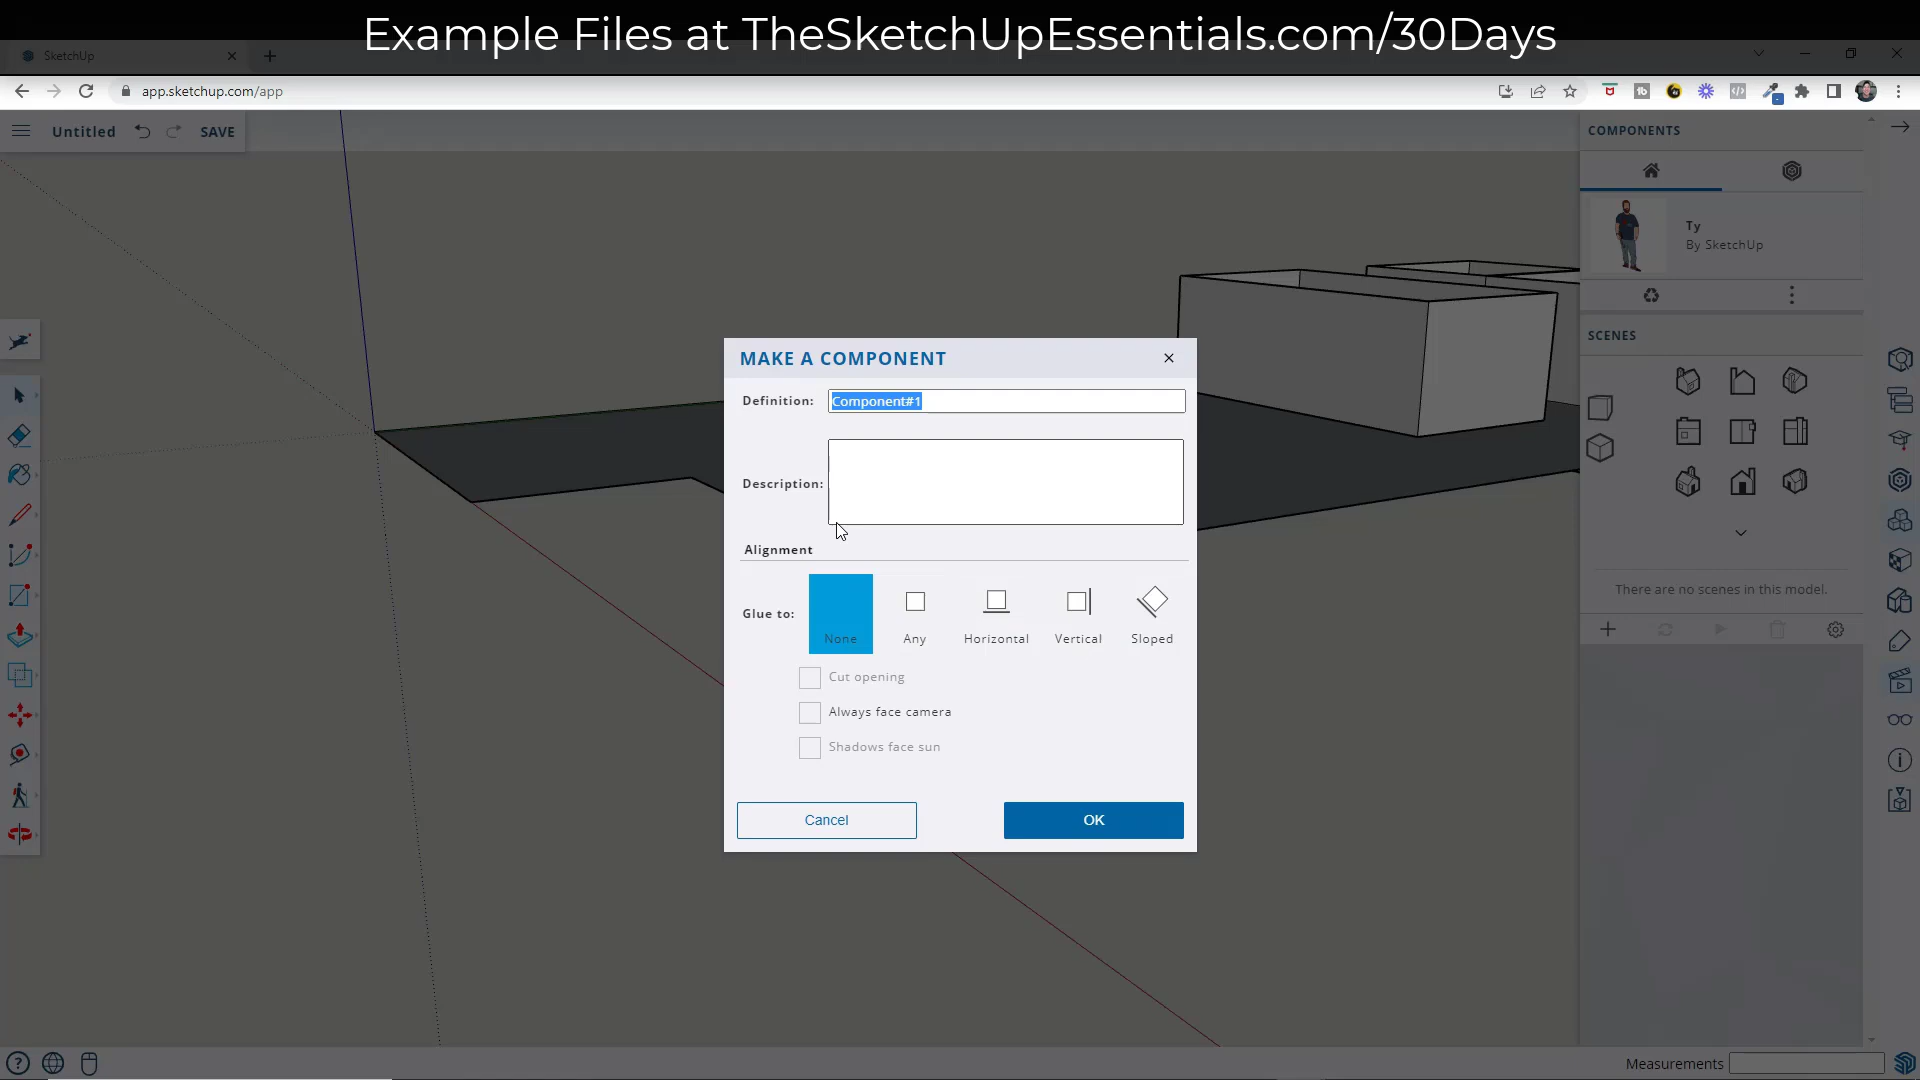 Example Files at TheSketchUpEssentials.com/30Days
SketchUp
app.sketchup.com/app
Untitled
SAVE
COMPONENTS
Ty
By SketchUp
SCENES
There are no scenes in this model.
MAKE A COMPONENT
Definition:
Component#1
Description:
Alignment
Glue to:
None
Any
Horizontal
Vertical
Sloped
Cut opening
Always face camera
Shadows face sun
Cancel
OK
Measurements